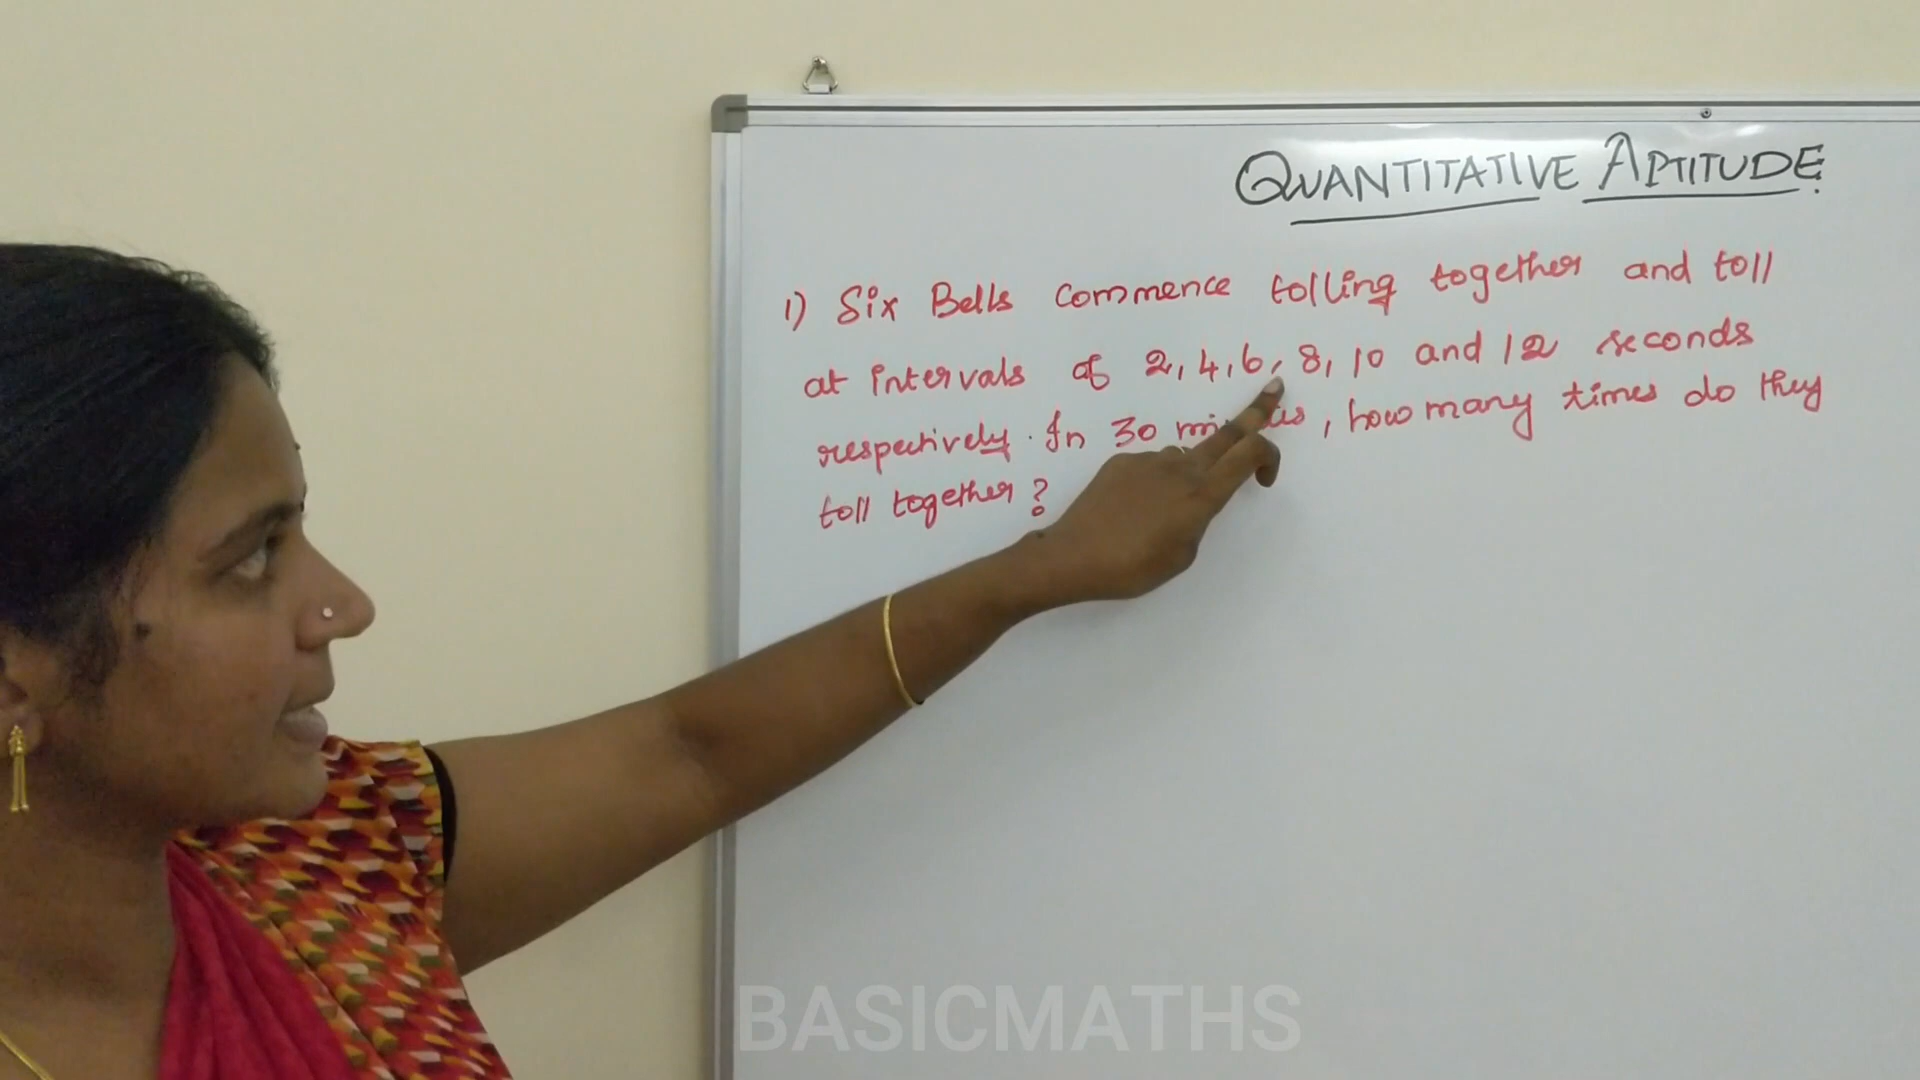 QUANTITATIVE APTITUDE:
1) Six Bells commence tolling together and toll
at intervals of 2, 4, 6, 8, 10 and 12 seconds
respectively. In 30 , how many times do they
toll together?
BASICMATHS